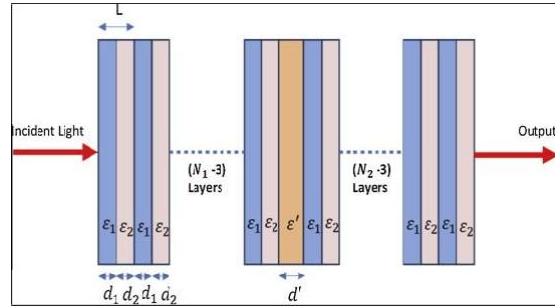 L
Incident Light
Output
(N₁ -3)
Layers
(N₂ -3)
Layers
ε₁ ε₂ ε₁ ε₂
ε₁ ε₂ ε' ε₁ ε₂
ε₁ ε₂ ε₁ ε₂
d₁ d₂ d₁ d₂
d'